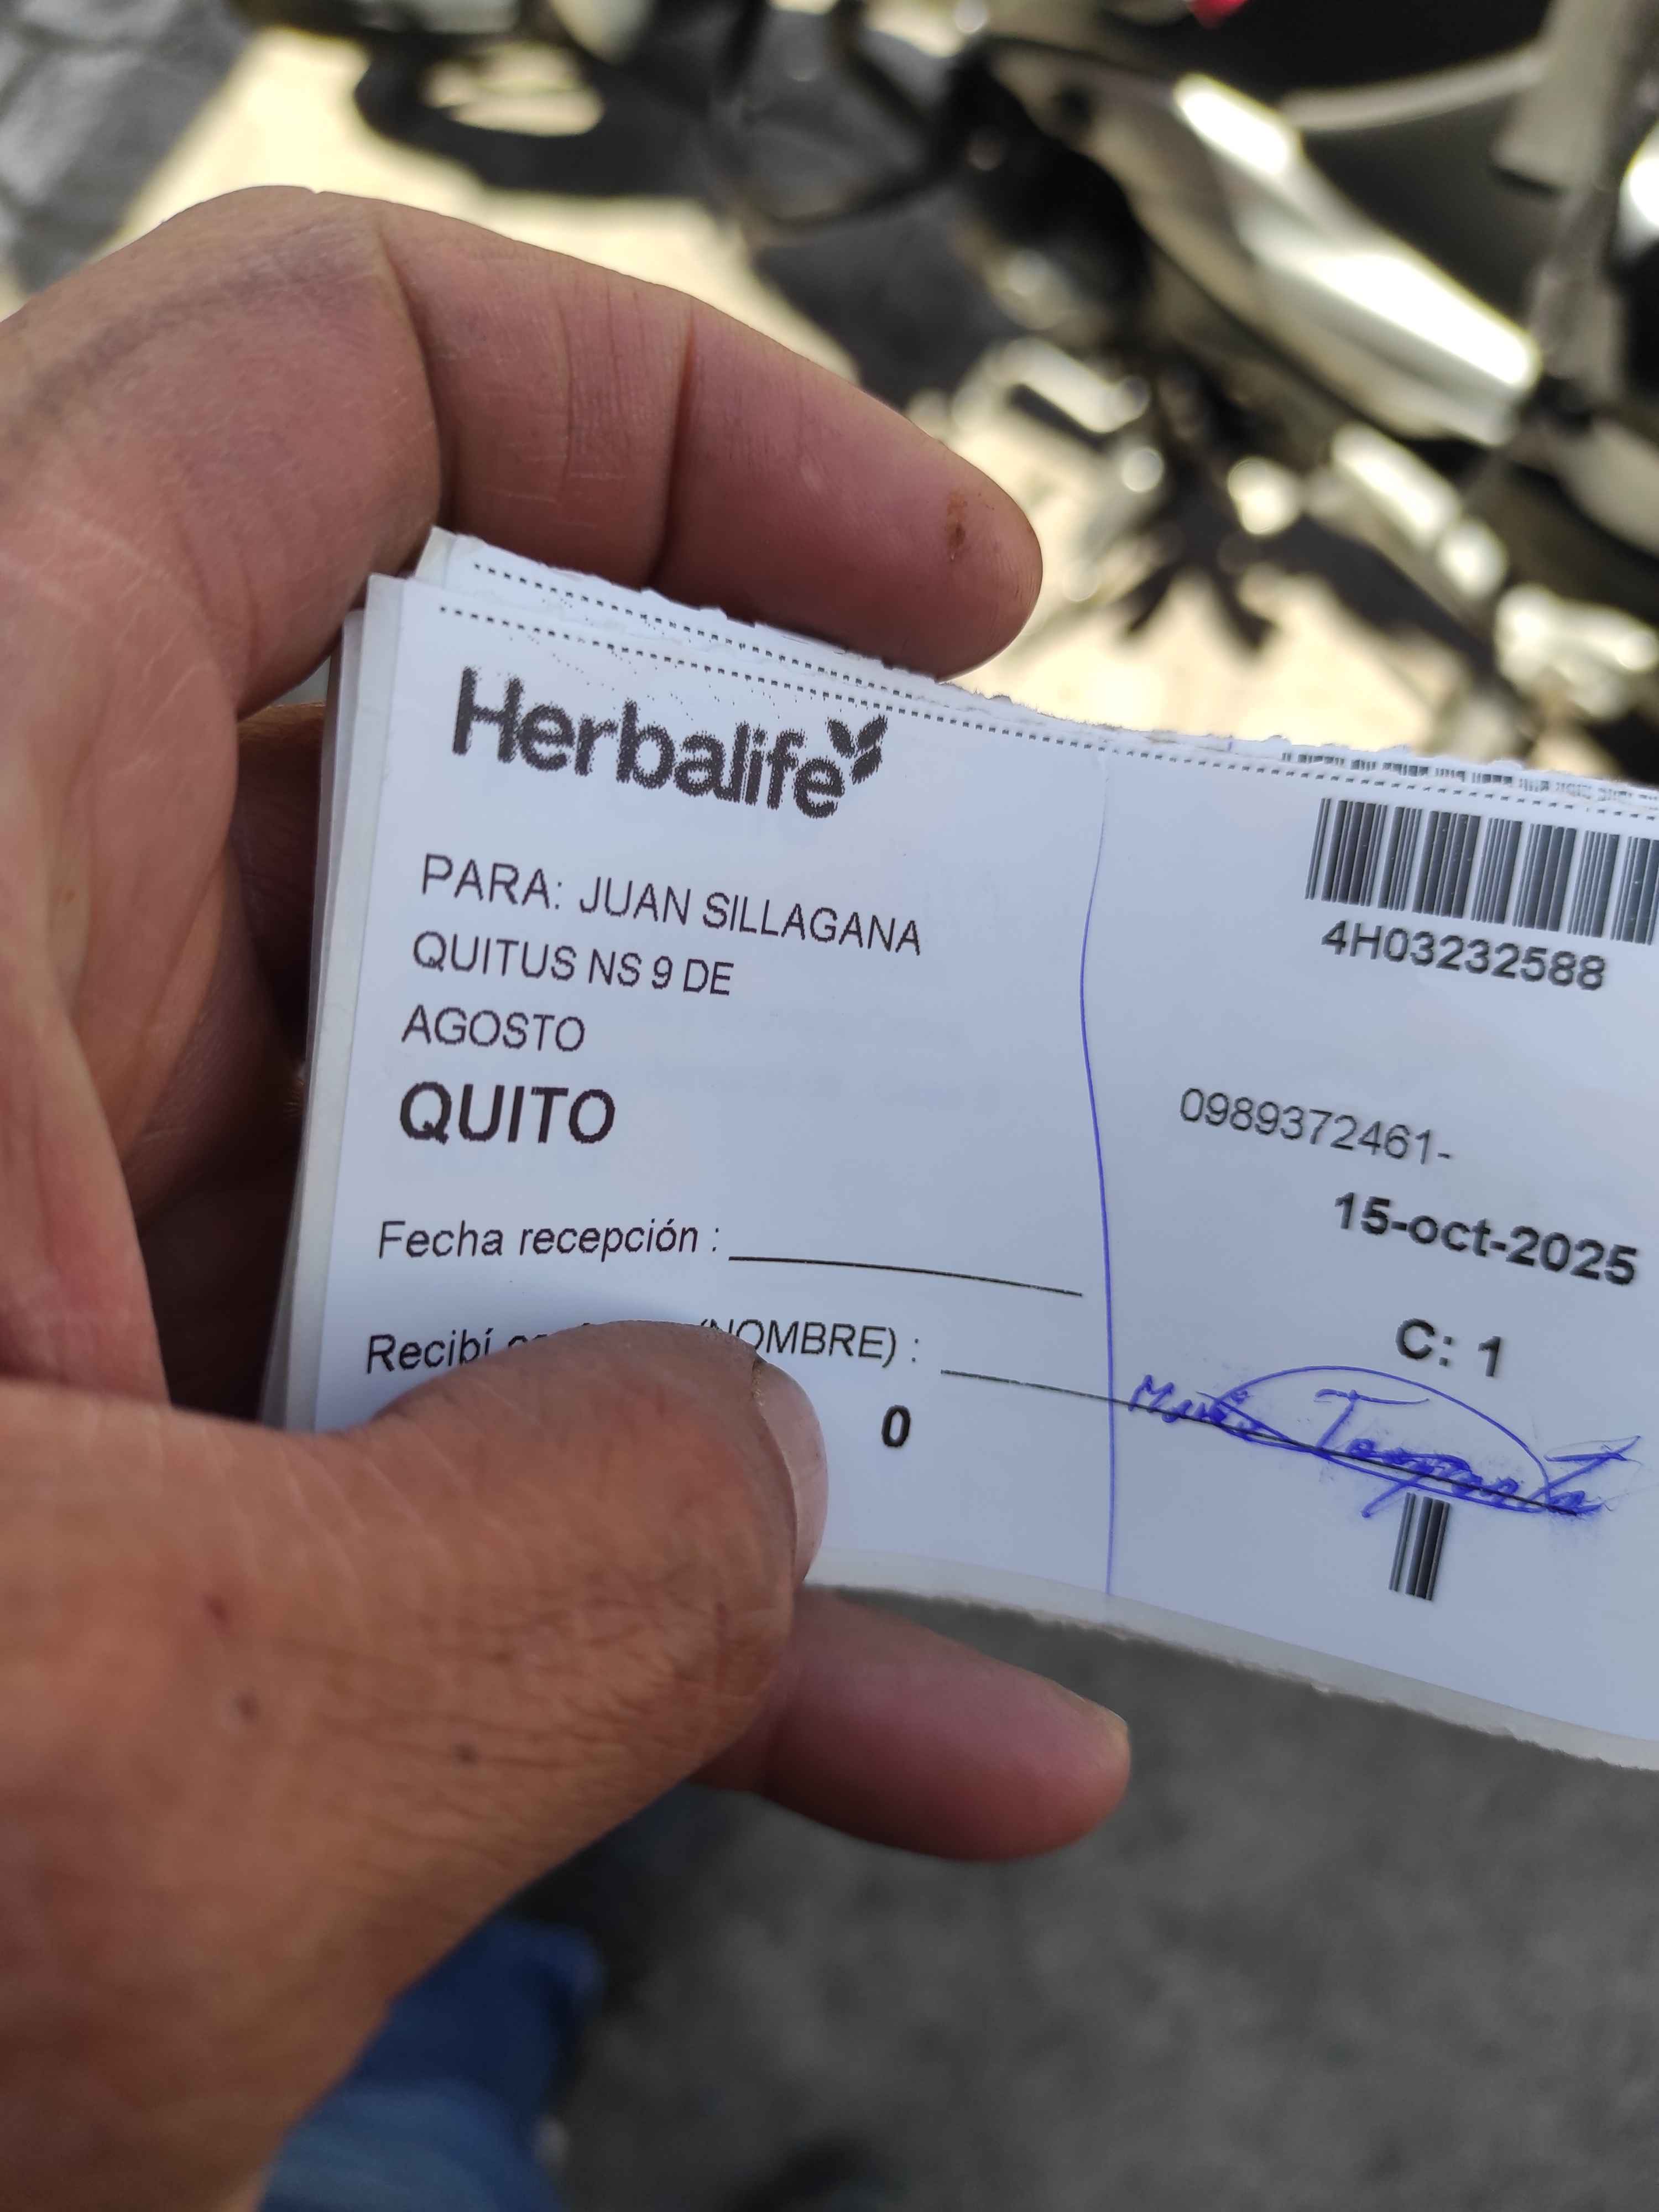 Herbalife
4H03232588
PARA: JUAN SILLAGANA
QUITUS NS 9 DE
AGOSTO
QUITO
0989372461-
15-oct-2025
Fecha recepción :
C: 1
Recibí (NOMBRE) :
0